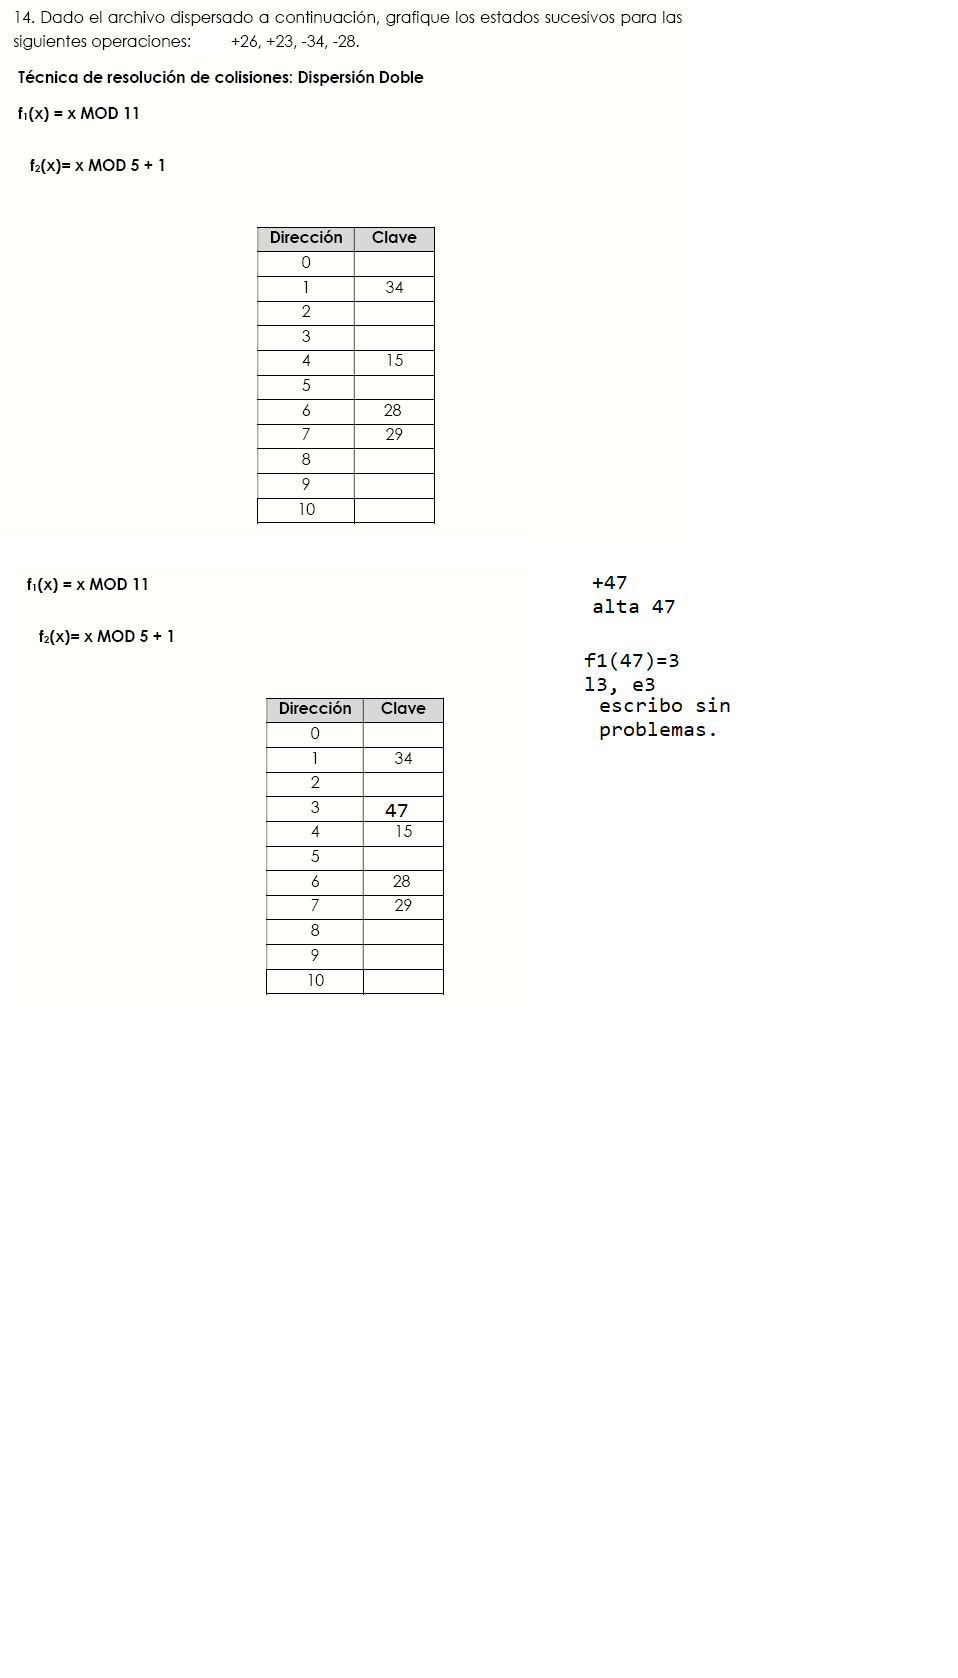 14. Dado el archivo dispersado a continuación, grafique los estados sucesivos para las
siguientes operaciones: +26, +23, -34, -28.
Técnica de resolución de colisiones: Dispersión Doble
f₁(x) = x MOD 11
f₂(x)= x MOD 5 + 1
Dirección Clave
0
1 34
2
3
4 15
5
6 28
7 29
8
9
10
f₁(x) = x MOD 11
f₂(x)= x MOD 5 + 1
Dirección Clave
0
1 34
2
3 47
4 15
5
6 28
7 29
8
9
10
+47
alta 47
f1(47)=3
l3, e3
escribo sin
problemas.